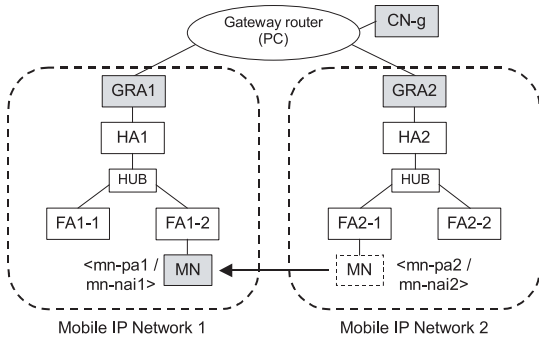 Gateway router
(PC)
CN-g
GRA1
GRA2
HA1
HA2
HUB
HUB
FA1-1
FA1-2
FA2-1
FA2-2
<mn-pa1 /
mn-nai1>
MN
MN
<mn-pa2 /
mn-nai2>
Mobile IP Network 1
Mobile IP Network 2